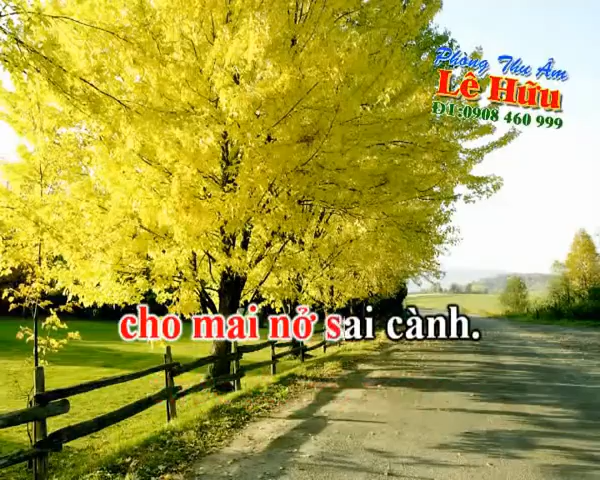 Phòng Thu Âm
Lê Hữu
ĐT:0908 460 999
cho mai nở sai cành.